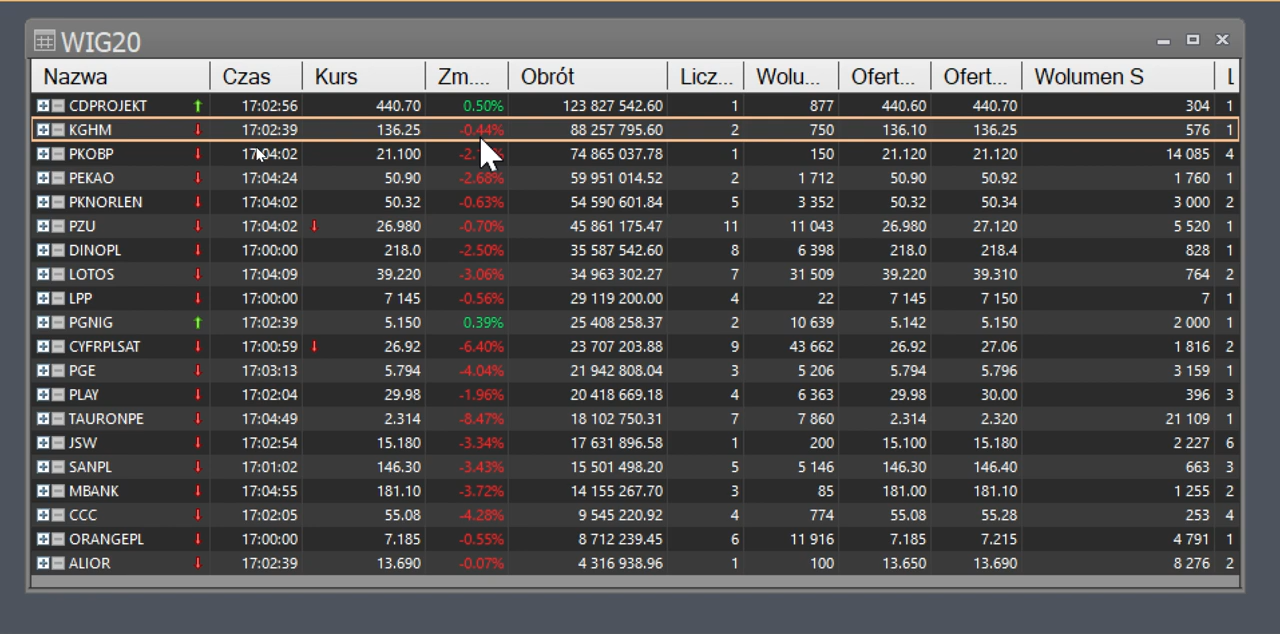 WIG20
Nazwa Czas Kurs Zm.... Obrót Licz... Wolu... Ofert... Ofert... Wolumen S
CDPROJEKT 17:02:56 440.70 0.50% 123 827 542.60 1 877 440.60 440.70 304 1
KGHM 17:02:39 136.25 -0.44% 88 257 795.60 2 750 136.10 136.25 576 1
PKOBP 17:04:02 21.100 74 865 037.78 1 150 21.120 21.120 14 085 4
PEKAO 17:04:24 50.90 -2.68% 59 951 014.52 2 1 712 50.90 50.92 1 760 1
PKNORLEN 17:04:02 50.32 -0.63% 54 590 601.84 5 3 352 50.32 50.34 3 000 2
PZU 17:04:02 26.980 -0.70% 45 861 175.47 11 11 043 26.980 27.120 5 520 1
DINOPL 17:00:00 218.0 -2.50% 35 587 542.60 8 6 398 218.0 218.4 828 1
LOTOS 17:04:09 39.220 -3.06% 34 963 302.27 7 31 509 39.220 39.310 764 2
LPP 17:00:00 7 145 -0.56% 29 119 200.00 4 22 7 145 7 150 7 1
PGNIG 17:02:39 5.150 0.39% 25 408 258.37 2 10 639 5.142 5.150 2 000 1
CYFRPLSAT 17:00:59 26.92 -6.40% 23 707 203.88 9 43 662 26.92 27.06 1 816 2
PGE 17:03:13 5.794 -4.04% 21 942 808.04 3 5 206 5.794 5.796 3 159 1
PLAY 17:02:04 29.98 -1.96% 20 418 669.18 4 6 363 29.98 30.00 396 3
TAURONPE 17:04:49 2.314 -8.47% 18 102 750.31 7 7 860 2.314 2.320 21 109 1
JSW 17:02:54 15.180 -3.34% 17 631 896.58 1 200 15.100 15.180 2 227 6
SANPL 17:01:02 146.30 -3.43% 15 501 498.20 5 5 146 146.30 146.40 663 3
MBANK 17:04:55 181.10 -3.72% 14 155 267.70 3 85 181.00 181.10 1 255 2
CCC 17:02:05 55.08 -4.28% 9 545 220.92 4 774 55.08 55.28 253 4
ORANGEPL 17:00:00 7.185 -0.55% 8 712 239.45 6 11 916 7.185 7.215 4 791 1
ALIOR 17:02:39 13.690 -0.07% 4 316 938.96 1 100 13.650 13.690 8 276 2